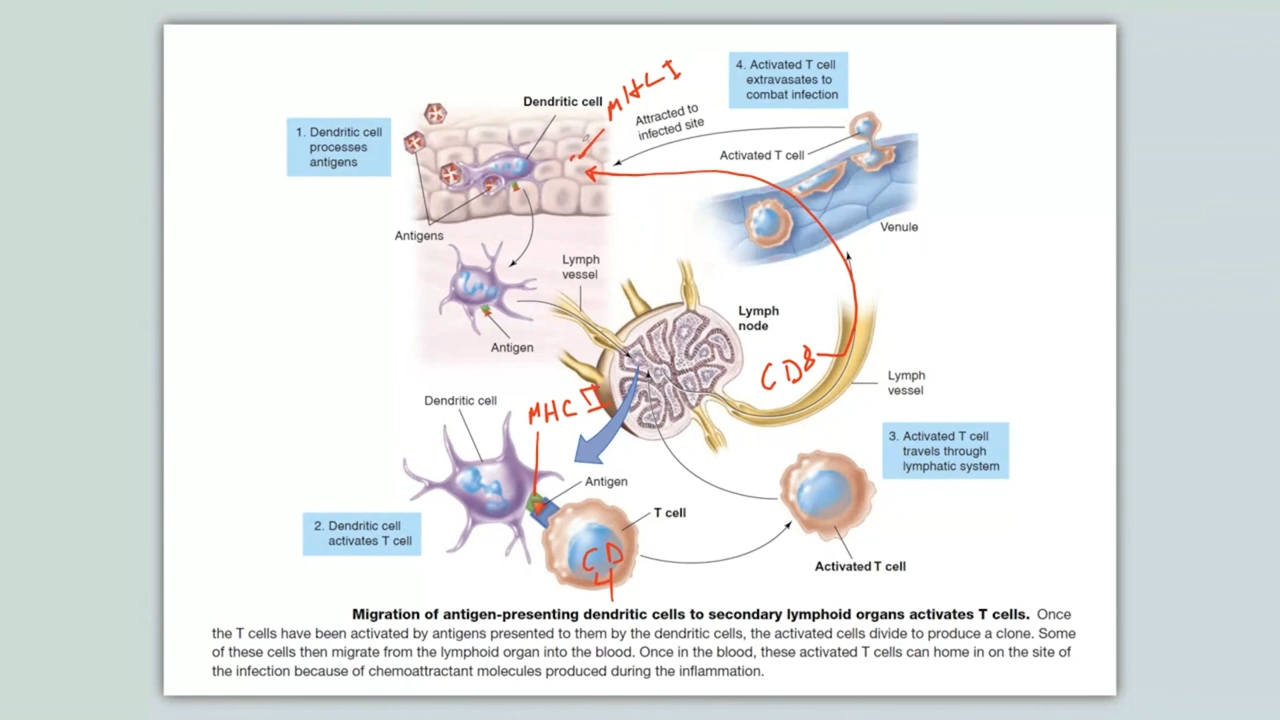 Dendritic cell
MHC I
4. Activated T cell
extravasates to
combat infection
Attracted to
infected site
1. Dendritic cell
processes
antigens
Activated T cell
Antigens
Venule
Lymph
vessel
Lymph
node
Antigen
CD8
Lymph
vessel
Dendritic cell
MHC II
3. Activated T cell
travels through
lymphatic system
Antigen
T cell
2. Dendritic cell
activates T cell
CD
4
Activated T cell
Migration of antigen-presenting dendritic cells to secondary lymphoid organs activates T cells. Once
the T cells have been activated by antigens presented to them by the dendritic cells, the activated cells divide to produce a clone. Some
of these cells then migrate from the lymphoid organ into the blood. Once in the blood, these activated T cells can home in on the site of
the infection because of chemoattractant molecules produced during the inflammation.